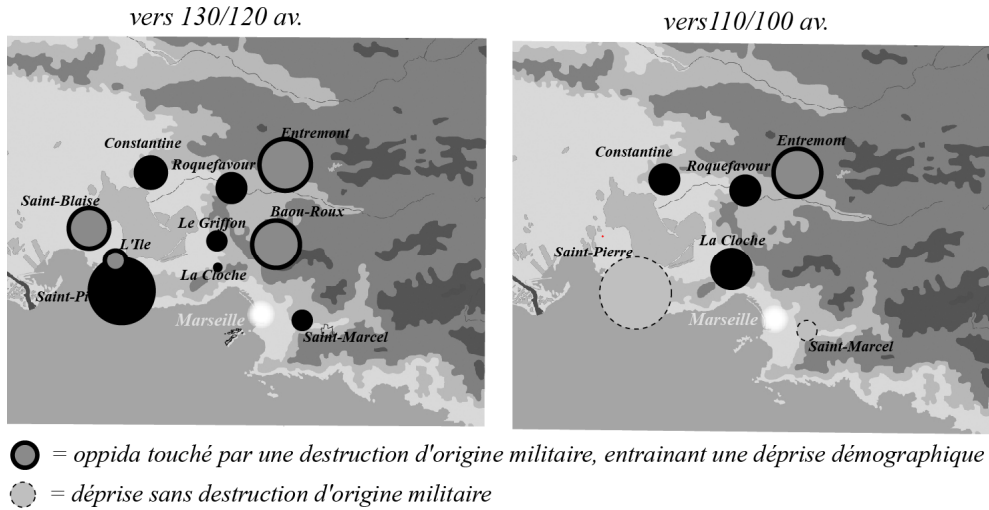 vers 130/120 av.
vers110/100 av.
Constantine
Entremont
Roquefavour
Saint-Blaise
Le Griffon
Baou-Roux
L'Ile
La Cloche
Saint-Pi
Marseille
Saint-Marcel
Entremont
Constantine
Roquefavour
La Cloche
Saint-Pierre
Marseille
Saint-Marcel
= oppida touché par une destruction d'origine militaire, entrainant une déprise démographique
= déprise sans destruction d'origine militaire